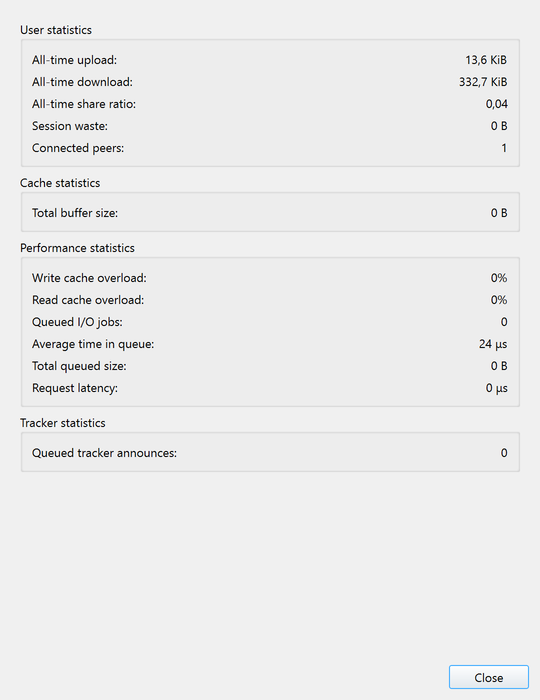 User statistics
All-time upload: 13,6 KiB
All-time download: 332,7 KiB
All-time share ratio: 0,04
Session waste: 0 B
Connected peers: 1
Cache statistics
Total buffer size: 0 B
Performance statistics
Write cache overload: 0%
Read cache overload: 0%
Queued I/O jobs: 0
Average time in queue: 24 μs
Total queued size: 0 B
Request latency: 0 μs
Tracker statistics
Queued tracker announces: 0
Close